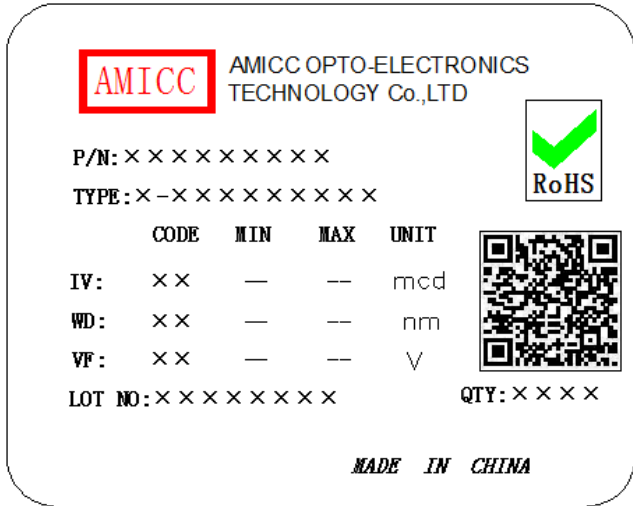 AMICC
AMICC OPTO-ELECTRONICS
TECHNOLOGY Co.,LTD
RoHS
P/N:×××××××××
TYPE:×-×××××××××
CODE MIN MAX UNIT
IV: ×× — -- mcd
WD: ×× — -- nm
VF: ×× — -- V
LOT NO:×××××××× QTY:××××
MADE IN CHINA